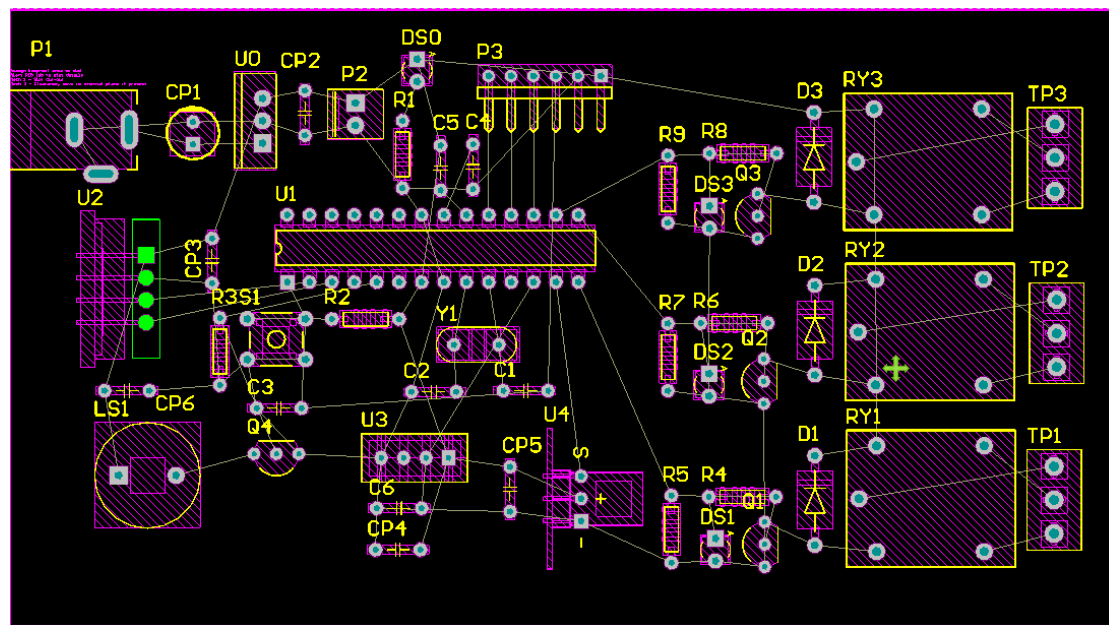 P1
CP1
U0
CP2
P2
DS0
P3
R1
C5
C4
D3
RY3
TP3
R9
R8
Q3
DS3
U2
U1
CP3
D2
RY2
TP2
R3
S1
R2
Y1
R7
R6
Q2
DS2
C2
C1
C3
CP6
LS1
Q4
U3
U4
CP5
S
+
-
D1
RY1
TP1
R5
R4
Q1
DS1
C6
CP4